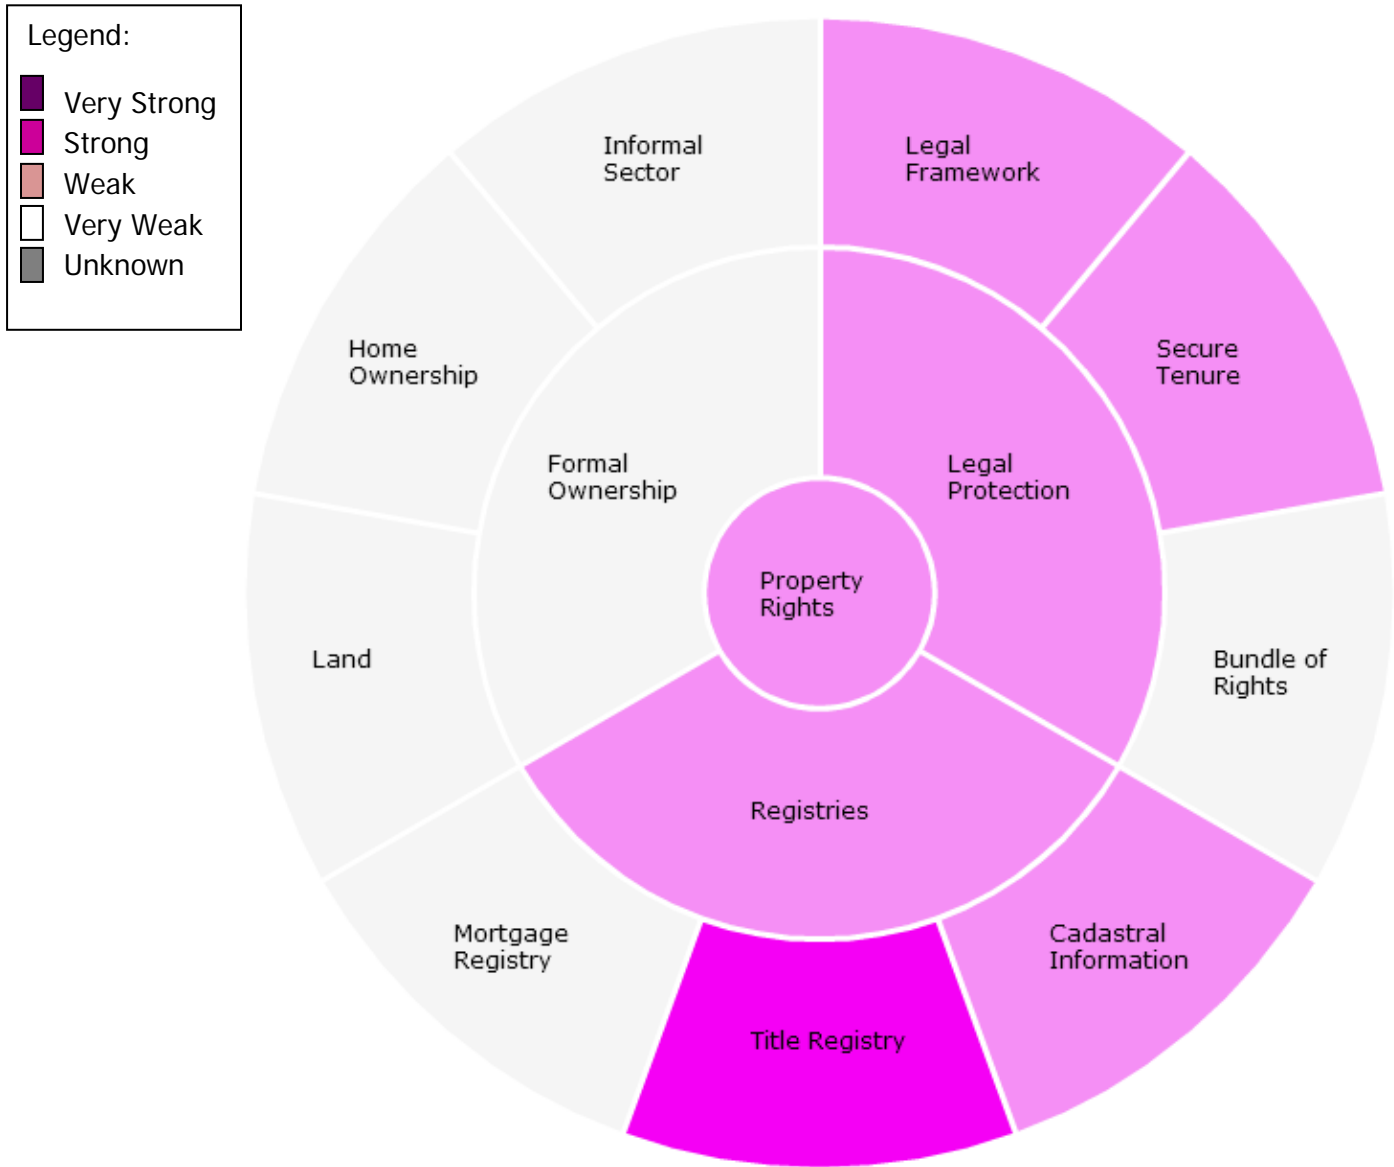 Legend:
Very Strong
Strong
Weak
Very Weak
Unknown
Informal
Sector
Legal
Framework
Home
Ownership
Secure
Tenure
Formal
Ownership
Legal
Protection
Property
Rights
Land
Bundle of
Rights
Registries
Mortgage
Registry
Cadastral
Information
Title Registry